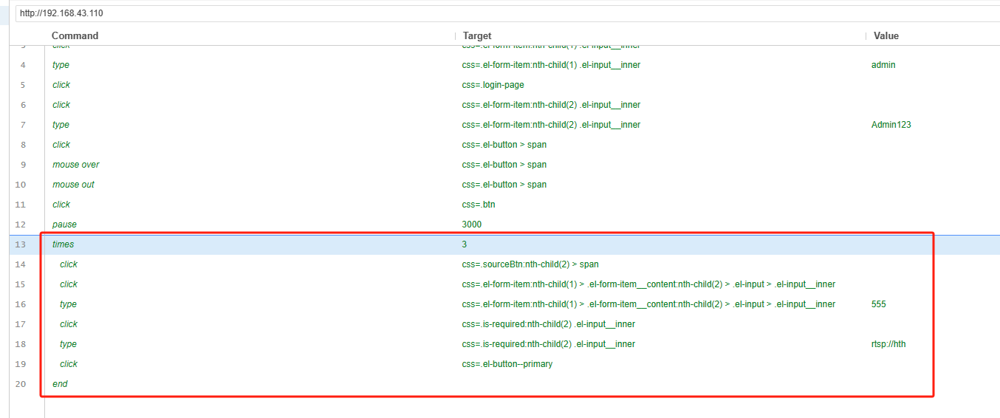 http://192.168.43.110
Command Target Value
3 click css=.el-form-item:nth-child(1) .el-input__inner
4 type css=.el-form-item:nth-child(1) .el-input__inner admin
5 click css=.login-page
6 click css=.el-form-item:nth-child(2) .el-input__inner
7 type css=.el-form-item:nth-child(2) .el-input__inner Admin123
8 click css=.el-button > span
9 mouse over css=.el-button > span
10 mouse out css=.el-button > span
11 click css=.btn
12 pause 3000
13 times 3
14 click css=.sourceBtn:nth-child(2) > span
15 click css=.el-form-item:nth-child(1) > .el-form-item__content:nth-child(2) > .el-input > .el-input__inner
16 type css=.el-form-item:nth-child(1) > .el-form-item__content:nth-child(2) > .el-input > .el-input__inner 555
17 click css=.is-required:nth-child(2) .el-input__inner
18 type css=.is-required:nth-child(2) .el-input__inner rtsp://hth
19 click css=.el-button--primary
20 end